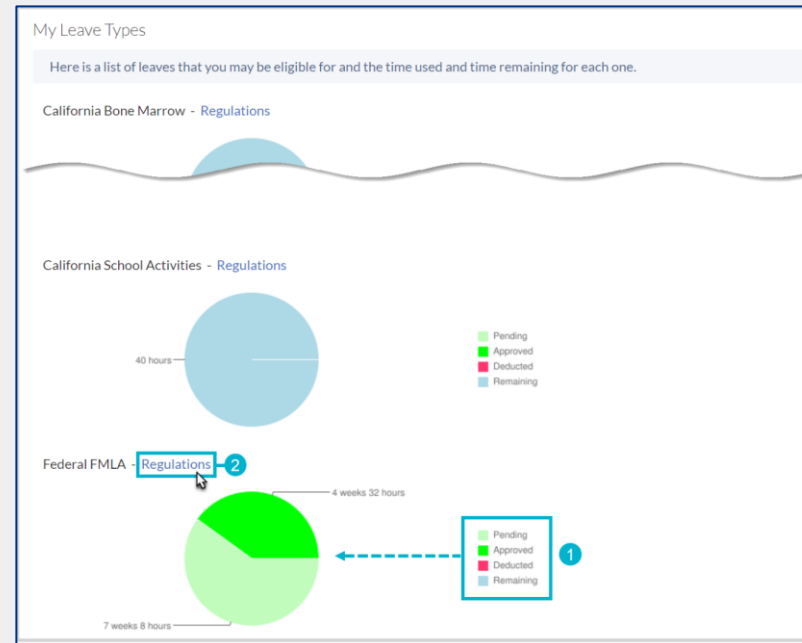 My Leave Types
Here is a list of leaves that you may be eligible for and the time used and time remaining for each one.
California Bone Marrow - Regulations
California School Activities - Regulations
40 hours
Pending
Approved
Deducted
Remaining
Federal FMLA - Regulations 2
4 weeks 32 hours
Pending
Approved
Deducted
Remaining
1
7 weeks 8 hours